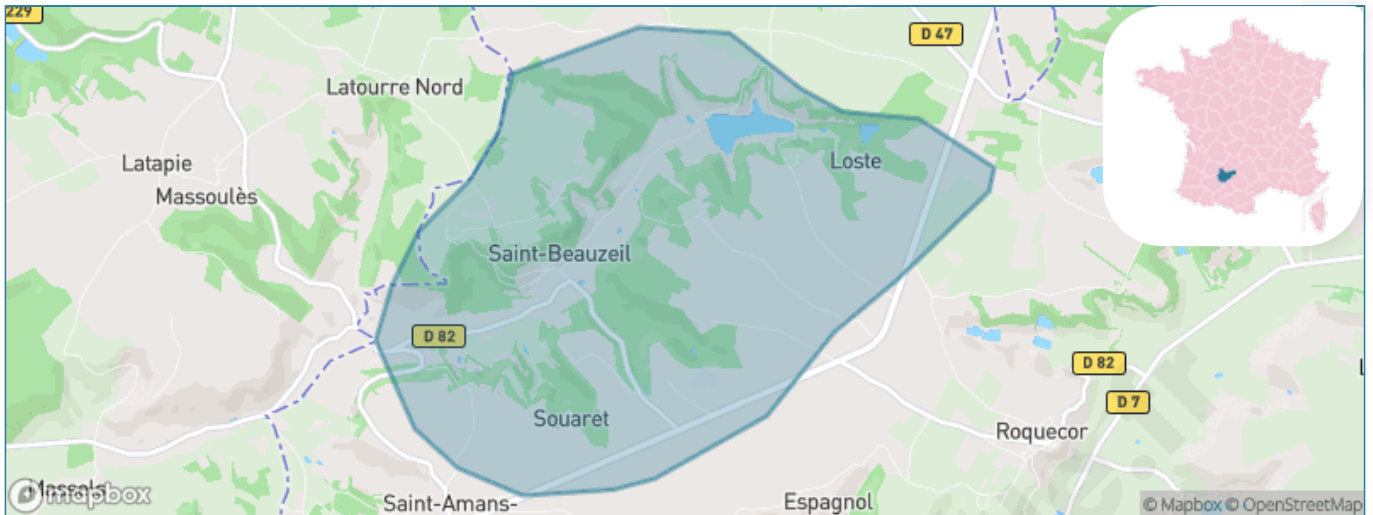 229
D 47
Latourre Nord
Latapie
Loste
Massoulès
Saint-Beauzeil
D 82
D 82
D 7
Souaret
Roquecor
Massels
mapbox
Saint-Amans-
Espagnol
© Mapbox © OpenStreetMap